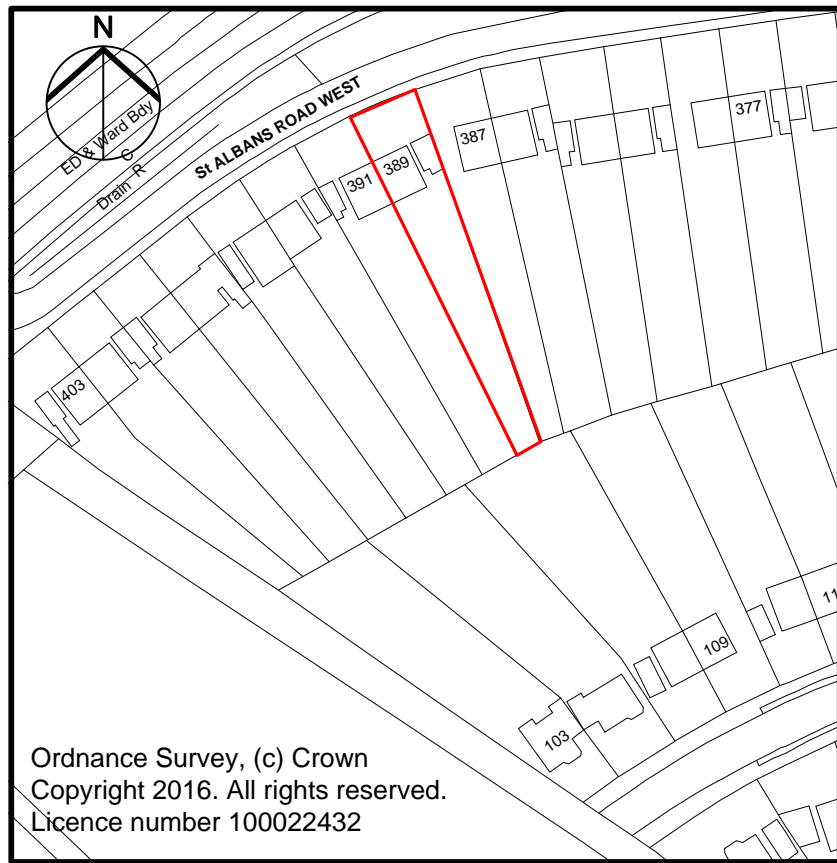 N
ED & Ward Bdy
C
R
Drain
St ALBANS ROAD WEST
377
387
389
391
403
11
109
103
Ordnance Survey, (c) Crown
Copyright 2016. All rights reserved.
Licence number 100022432